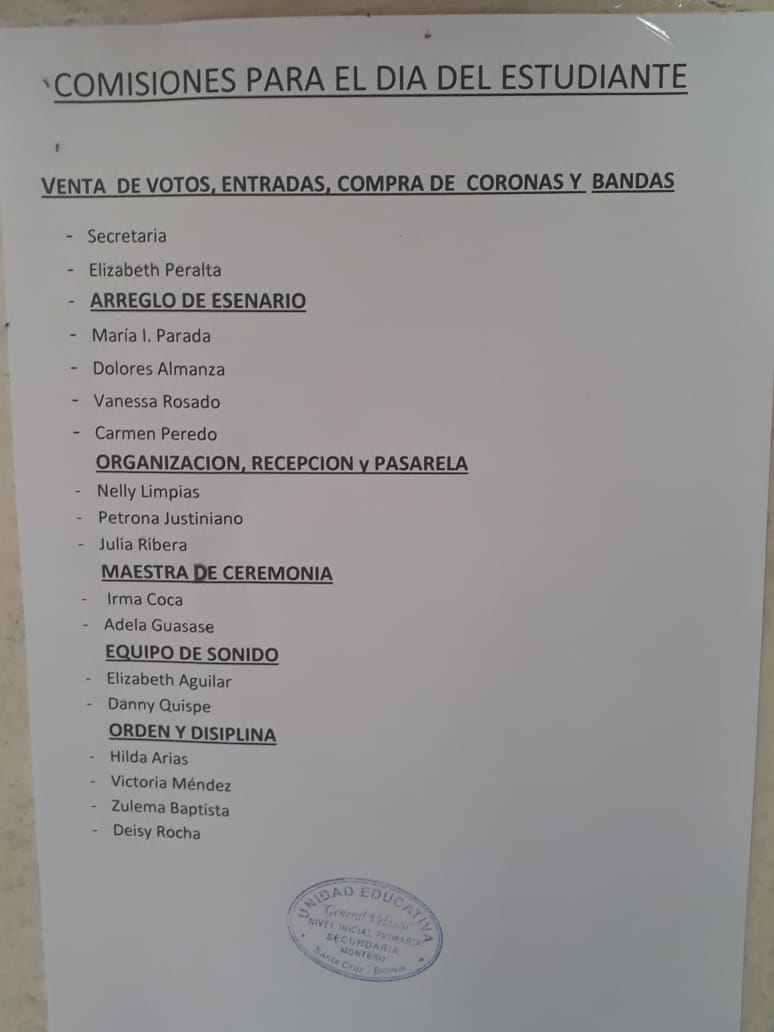 COMISIONES PARA EL DIA DEL ESTUDIANTE
VENTA DE VOTOS, ENTRADAS, COMPRA DE CORONAS Y BANDAS
- Secretaria
- Elizabeth Peralta
- ARREGLO DE ESENARIO
- María I. Parada
- Dolores Almanza
- Vanessa Rosado
- Carmen Peredo
ORGANIZACION, RECEPCION y PASARELA
- Nelly Limpias
- Petrona Justiniano
- Julia Ribera
MAESTRA DE CEREMONIA
- Irma Coca
- Adela Guasase
EQUIPO DE SONIDO
- Elizabeth Aguilar
- Danny Quispe
ORDEN Y DISIPLINA
- Hilda Arias
- Victoria Méndez
- Zulema Baptista
- Deisy Rocha
UNIDAD EDUCATIVA
"General Velasco"
NIVEL INICIAL PRIMARIA
SECUNDARIA
MONTERO
Santa Cruz - Bolivia